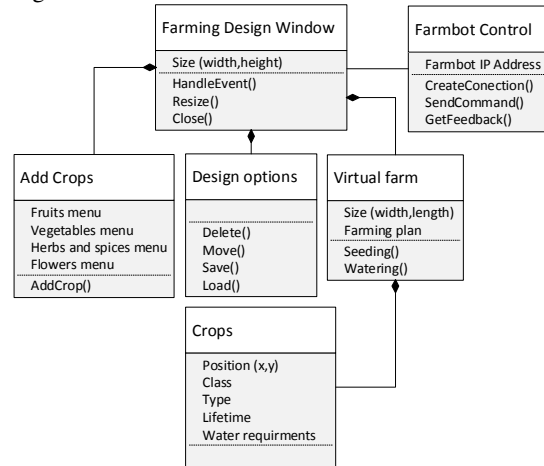 Farming Design Window
Size (width,height)
HandleEvent()
Resize()
Close()
Farmbot Control
Farmbot IP Address
CreateConection()
SendCommand()
GetFeedback()
Add Crops
Fruits menu
Vegetables menu
Herbs and spices menu
Flowers menu
AddCrop()
Design options
Delete()
Move()
Save()
Load()
Virtual farm
Size (width,length)
Farming plan
Seeding()
Watering()
Crops
Position (x,y)
Class
Type
Lifetime
Water requirments